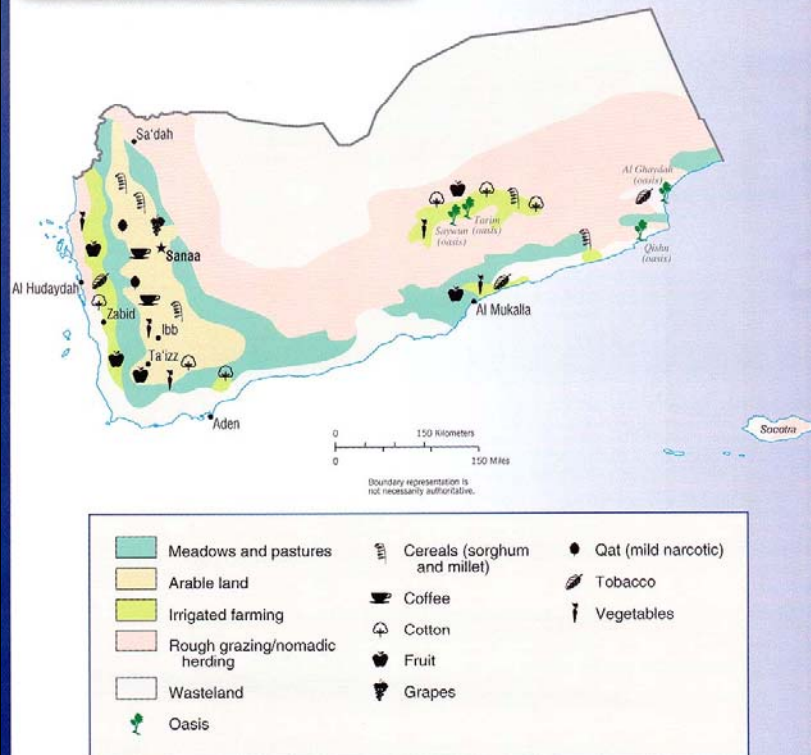 Sa'dah
Al Ghaydah
(oasis)
Tarim
Saywun (oasis)
(oasis)
Sanaa
Qishn
(oasis)
Al Hudaydah
Zabid
Ibb
Al Mukalla
Ta'izz
Aden
Socotra
0 150 Kilometers
0 150 Miles
Boundary representation is
not necessarily authoritative.
Meadows and pastures
Arable land
Irrigated farming
Rough grazing/nomadic
herding
Wasteland
Oasis
Cereals (sorghum
and millet)
Coffee
Cotton
Fruit
Grapes
Qat (mild narcotic)
Tobacco
Vegetables